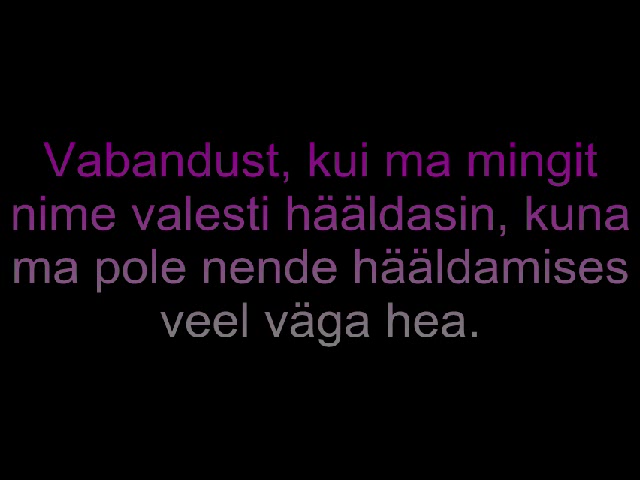 Vabandust, kui ma mingit
nime valesti hääldasin, kuna
ma pole nende hääldamises
veel väga hea.